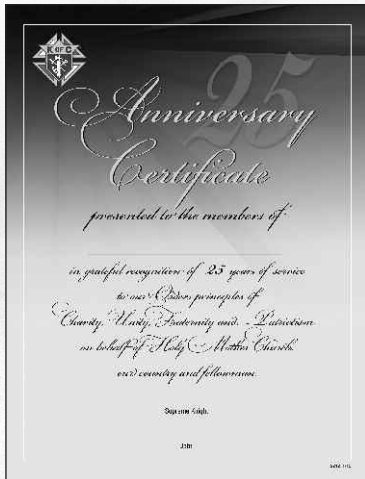 K OF C
25
Anniversary
Certificate
presented to the members of
in grateful recognition of 25 years of service
to our Order's principles of
Charity, Unity, Fraternity and Patriotism
on behalf of Holy Mother Church,
our country and fellowman.
Supreme Knight